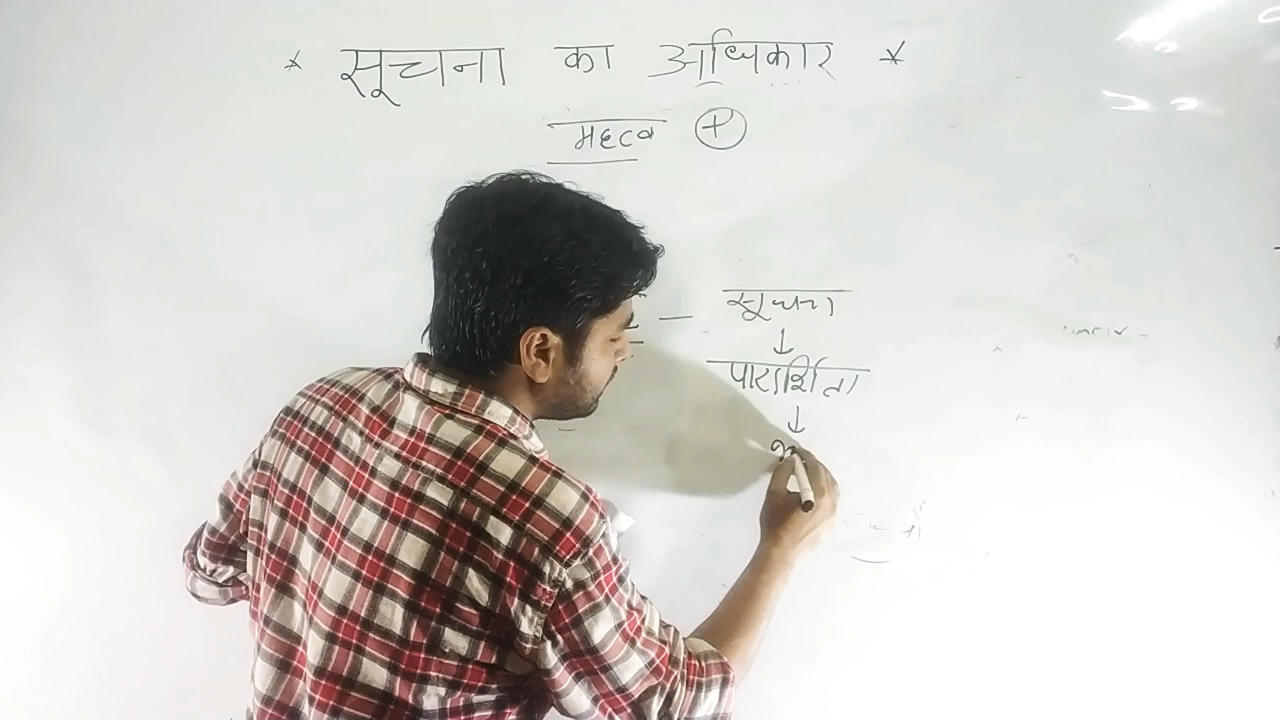 * सूचना का अधिकार *
महत्व +
— सूचना
↓
पारदर्शिता
↓